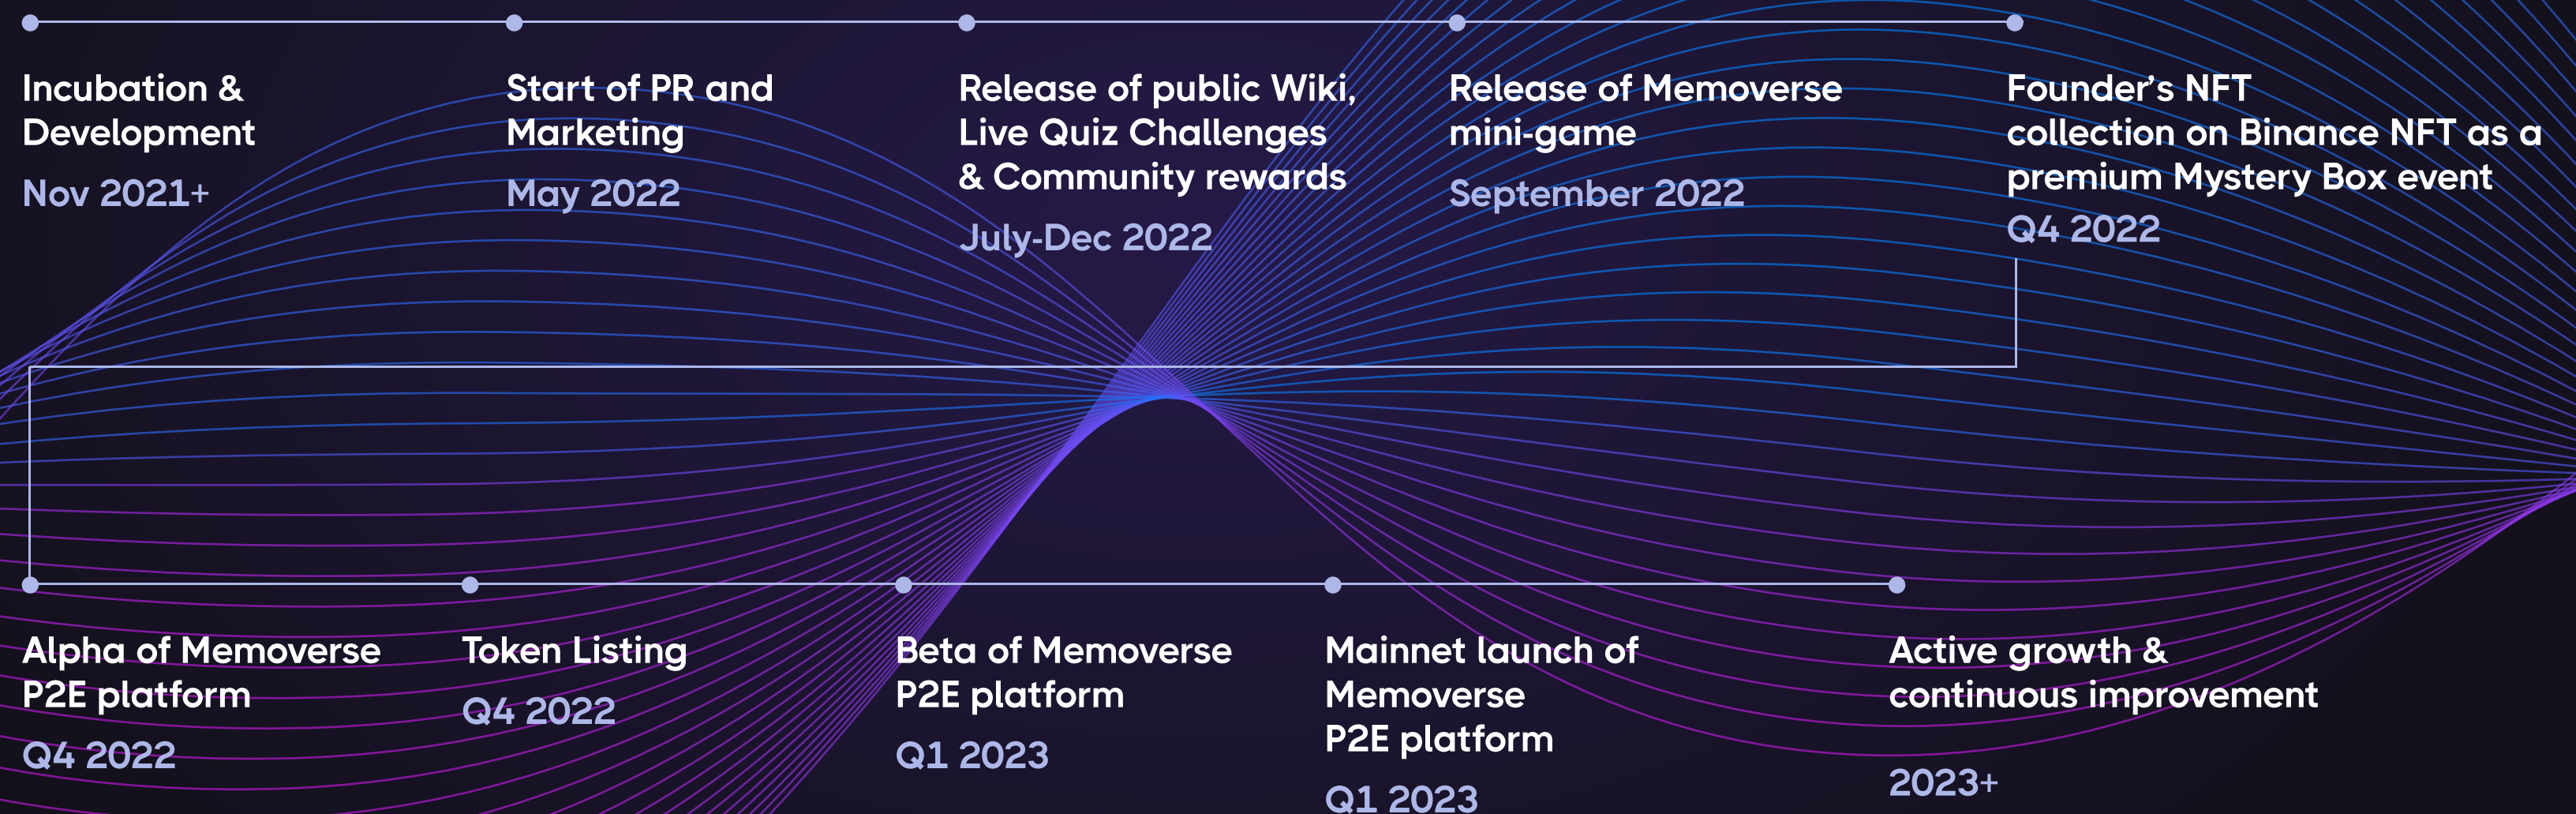 Incubation &
Development
Nov 2021+
Start of PR and
Marketing
May 2022
Release of public Wiki,
Live Quiz Challenges
& Community rewards
July-Dec 2022
Release of Memoverse
mini-game
September 2022
Founder’s NFT
collection on Binance NFT as a
premium Mystery Box event
Q4 2022
Alpha of Memoverse
P2E platform
Q4 2022
Token Listing
Q4 2022
Beta of Memoverse
P2E platform
Q1 2023
Mainnet launch of
Memoverse
P2E platform
Q1 2023
Active growth &
continuous improvement
2023+